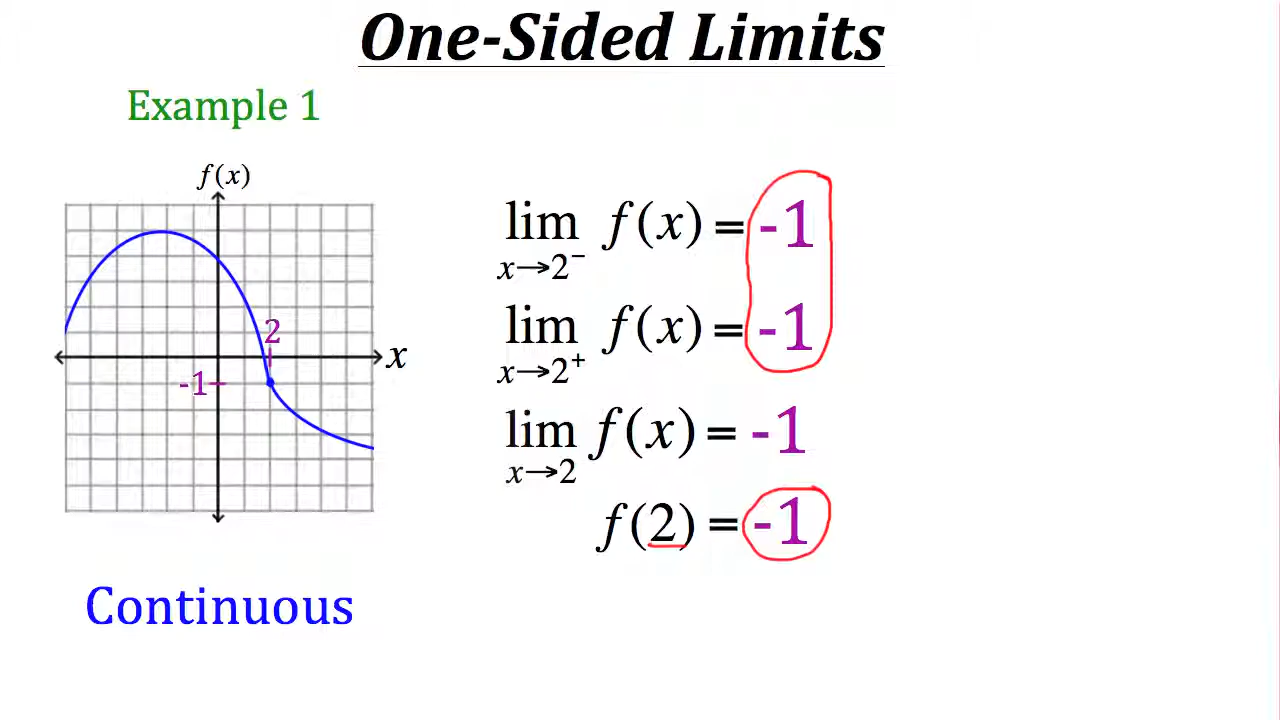 One-Sided Limits
Example 1
f(x)
2
x
-1
lim f(x) = -1
x→2⁻
lim f(x) = -1
x→2⁺
lim f(x) = -1
x→2
f(2) = -1
Continuous